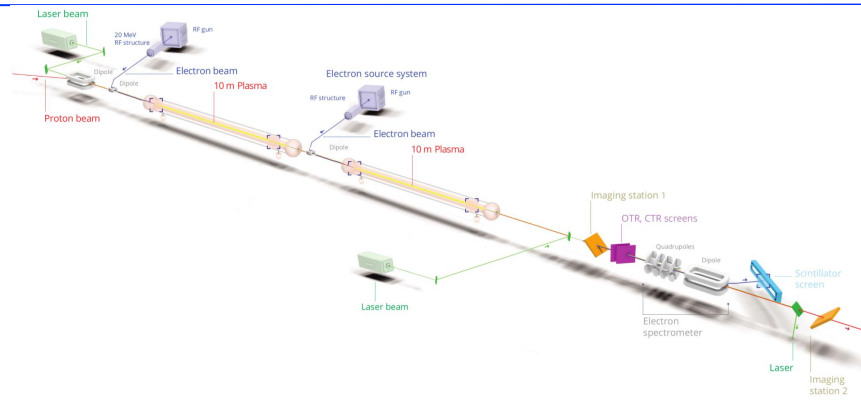 Laser beam
20 MeV
RF structure
RF gun
Dipole
Dipole
Electron beam
10 m Plasma
Proton beam
Electron source system
RF structure
RF gun
Electron beam
Dipole
10 m Plasma
Imaging station 1
OTR, CTR screens
Quadrupoles
Dipole
Scintillator
screen
Laser beam
Electron
spectrometer
Laser
Imaging
station 2